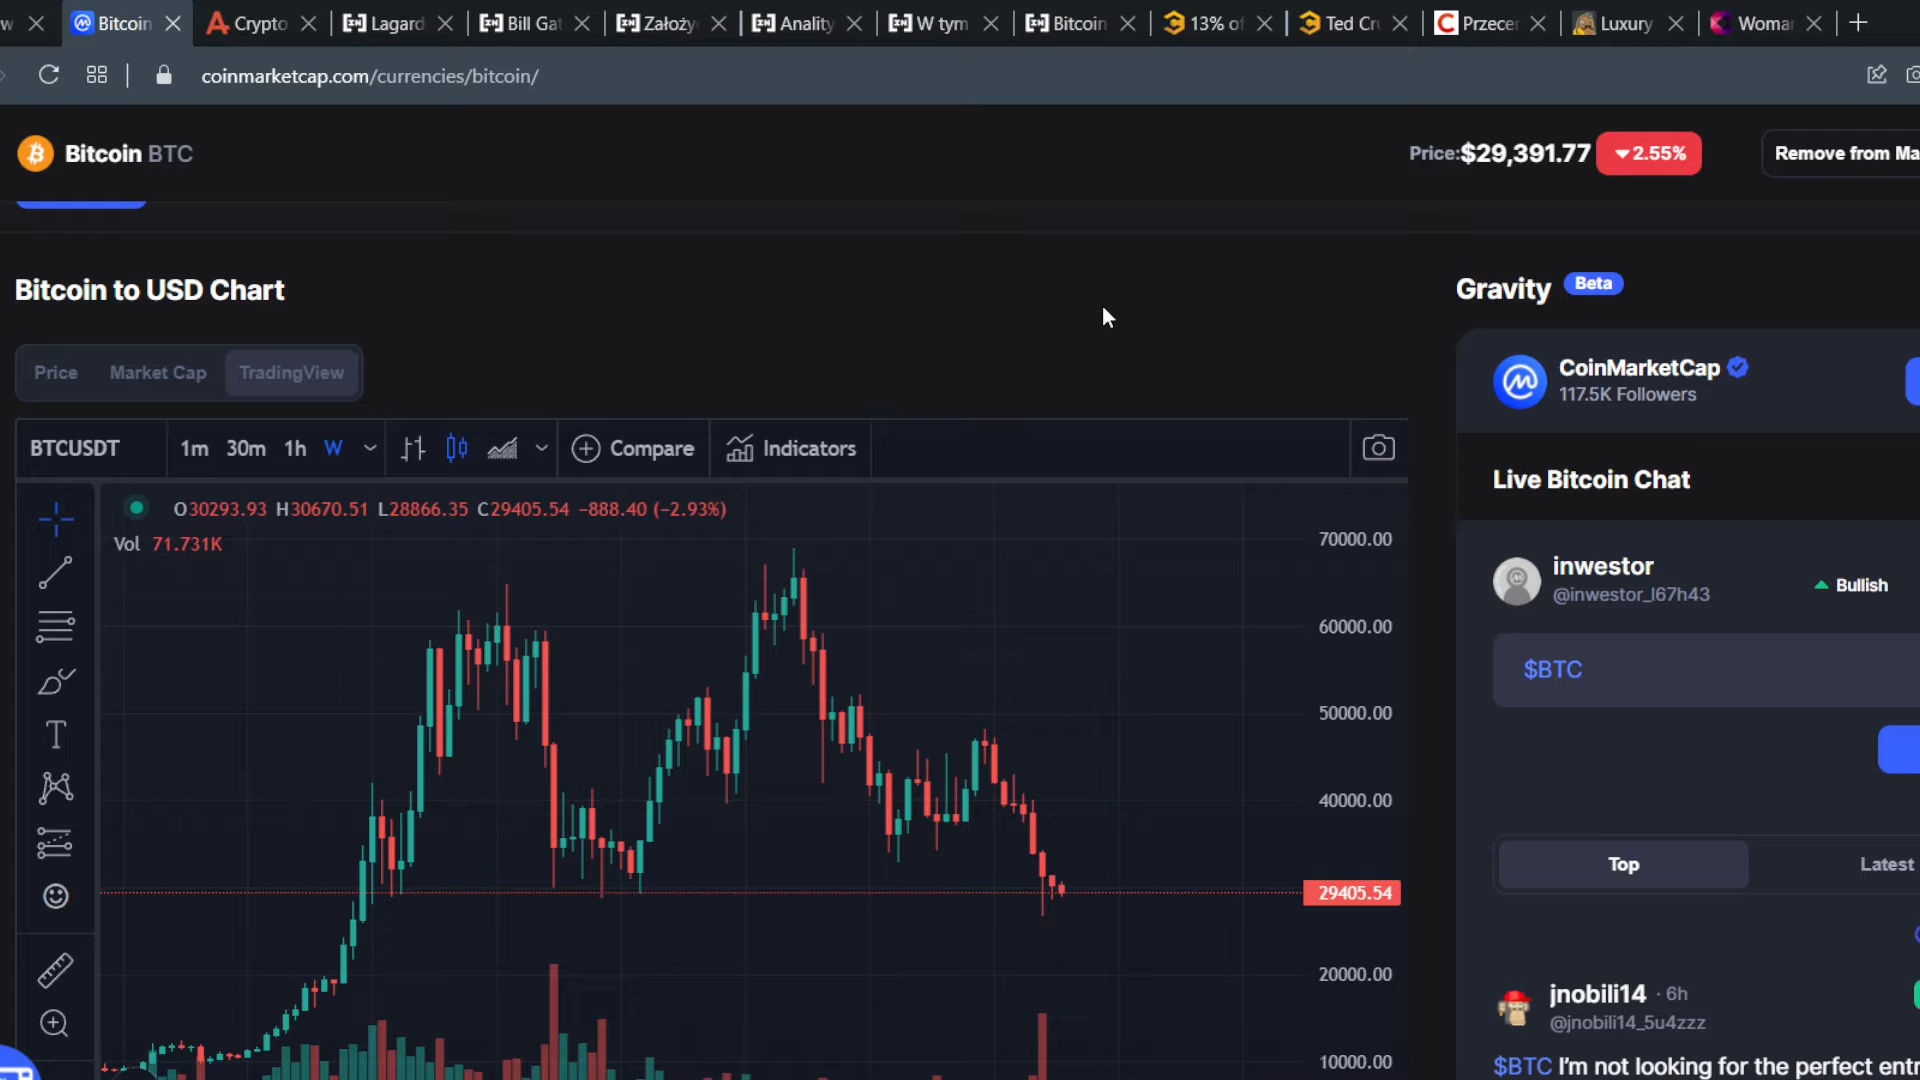 w
Bitcoin
Crypto
Lagard
Bill Gat
Założy
Anality
W tym
Bitcoin
13% of
Ted Cru
Przecen
Luxury
Woman
coinmarketcap.com/currencies/bitcoin/
Bitcoin BTC
Price:$29,391.77
2.55%
Remove from Ma
Bitcoin to USD Chart
Gravity
Beta
Price
Market Cap
TradingView
CoinMarketCap
117.5K Followers
BTCUSDT
1m
30m
1h
W
Compare
Indicators
Live Bitcoin Chat
O30293.93 H30670.51 L28866.35 C29405.54 −888.40 (−2.93%)
Vol 71.731K
70000.00
60000.00
50000.00
40000.00
29405.54
20000.00
10000.00
inwestor
@inwestor_l67h43
Bullish
$BTC
Top
Latest
jnobili14 · 6h
@jnobili14_5u4zzz
$BTC I'm not looking for the perfect entr